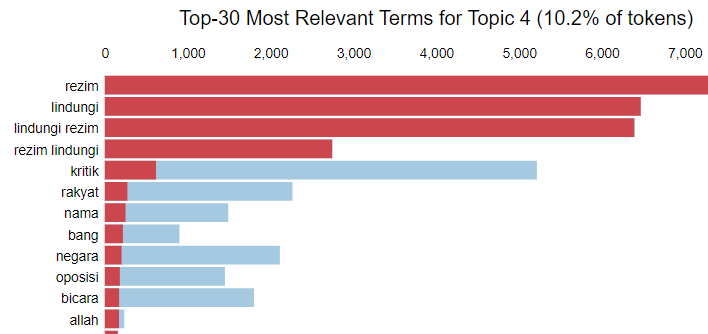 Top-30 Most Relevant Terms for Topic 4 (10.2% of tokens)
0 1,000 2,000 3,000 4,000 5,000 6,000 7,000
rezim
lindungi
lindungi rezim
rezim lindungi
kritik
rakyat
nama
bang
negara
oposisi
bicara
allah